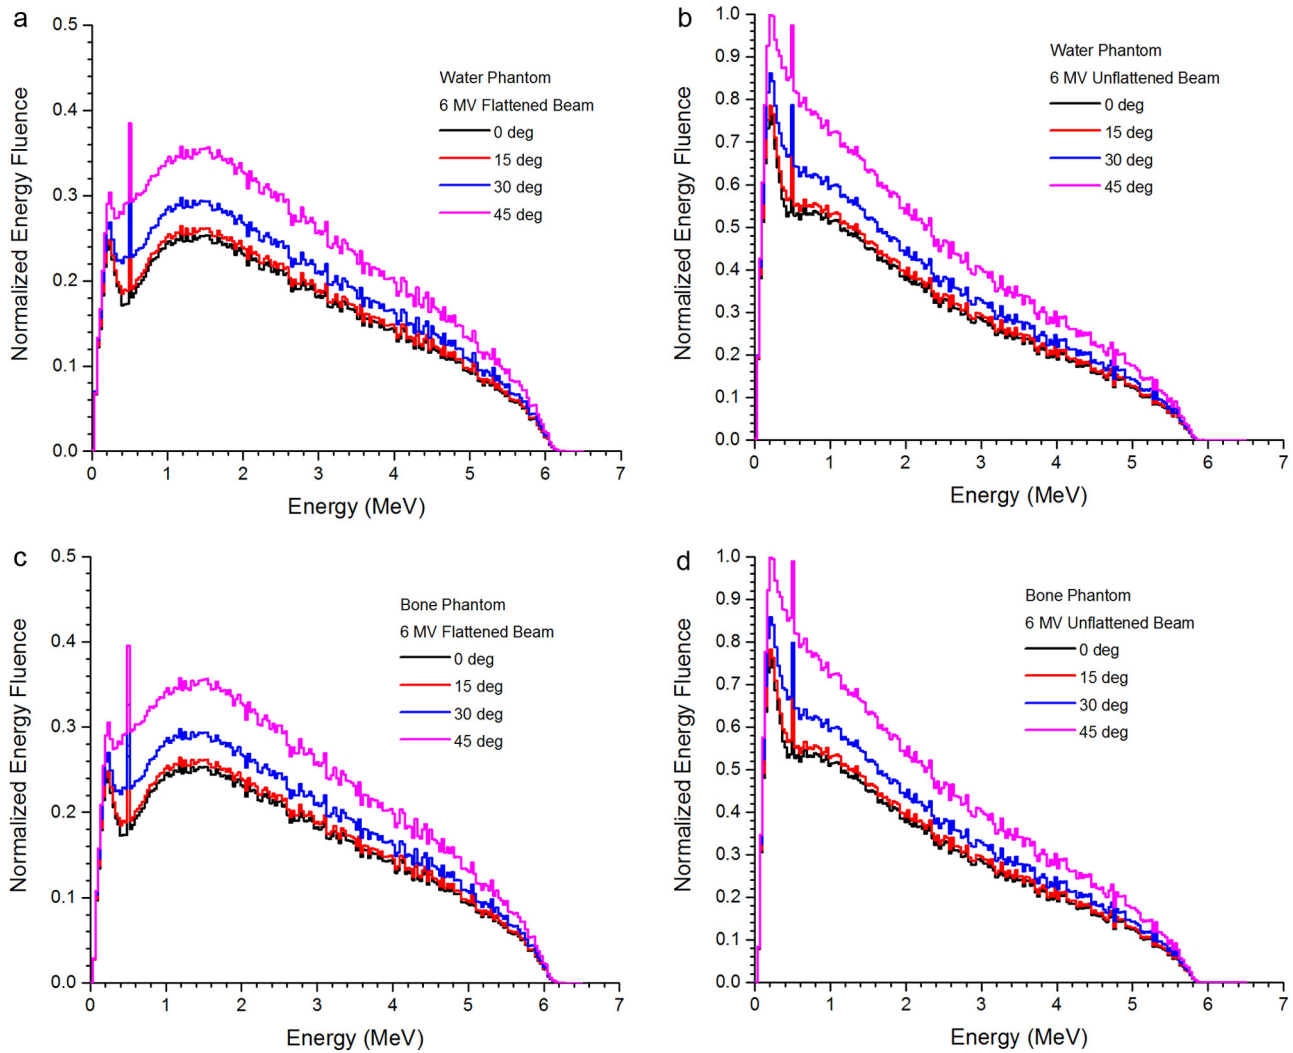 a
0.5
0.4
0.3
0.2
0.1
0.0
Normalized Energy Fluence
Water Phantom
6 MV Flattened Beam
0 deg
15 deg
30 deg
45 deg
0 1 2 3 4 5 6 7
Energy (MeV)
b
1.0
0.9
0.8
0.7
0.6
0.5
0.4
0.3
0.2
0.1
0.0
Normalized Energy Fluence
Water Phantom
6 MV Unflattened Beam
0 deg
15 deg
30 deg
45 deg
0 1 2 3 4 5 6 7
Energy (MeV)
c
0.5
0.4
0.3
0.2
0.1
0.0
Normalized Energy Fluence
Bone Phantom
6 MV Flattened Beam
0 deg
15 deg
30 deg
45 deg
0 1 2 3 4 5 6 7
Energy (MeV)
d
1.0
0.9
0.8
0.7
0.6
0.5
0.4
0.3
0.2
0.1
0.0
Normalized Energy Fluence
Bone Phantom
6 MV Unflattened Beam
0 deg
15 deg
30 deg
45 deg
0 1 2 3 4 5 6 7
Energy (MeV)